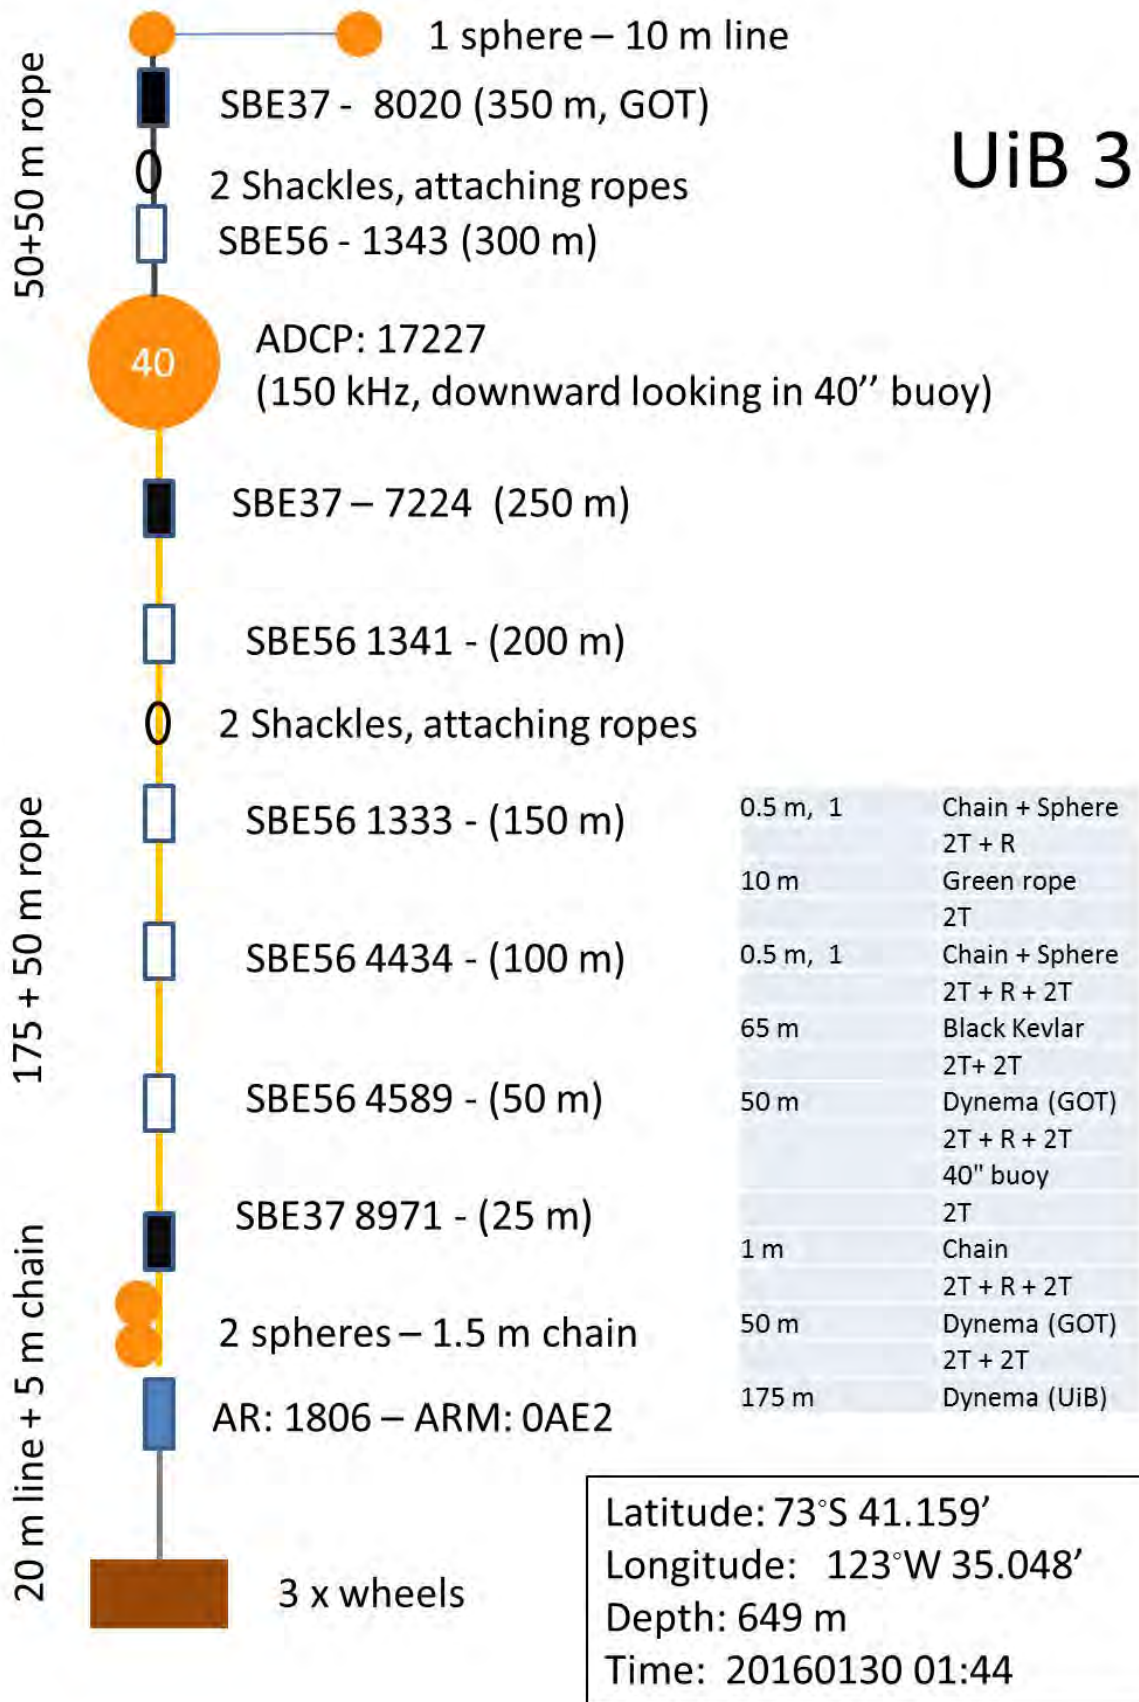 1 sphere – 10 m line
SBE37 - 8020 (350 m, GOT)
UiB 3
2 Shackles, attaching ropes
SBE56 - 1343 (300 m)
50+50 m rope
40
ADCP: 17227
(150 kHz, downward looking in 40’’ buoy)
SBE37 – 7224 (250 m)
SBE56 1341 - (200 m)
2 Shackles, attaching ropes
SBE56 1333 - (150 m)
SBE56 4434 - (100 m)
175 + 50 m rope
SBE56 4589 - (50 m)
SBE37 8971 - (25 m)
2 spheres – 1.5 m chain
AR: 1806 – ARM: 0AE2
20 m line + 5 m chain
3 x wheels
0.5 m, 1 Chain + Sphere
2T + R
10 m Green rope
2T
0.5 m, 1 Chain + Sphere
2T + R + 2T
65 m Black Kevlar
2T+ 2T
50 m Dynema (GOT)
2T + R + 2T
40" buoy
2T
1 m Chain
2T + R + 2T
50 m Dynema (GOT)
2T + 2T
175 m Dynema (UiB)
Latitude: 73°S 41.159’
Longitude: 123°W 35.048’
Depth: 649 m
Time: 20160130 01:44